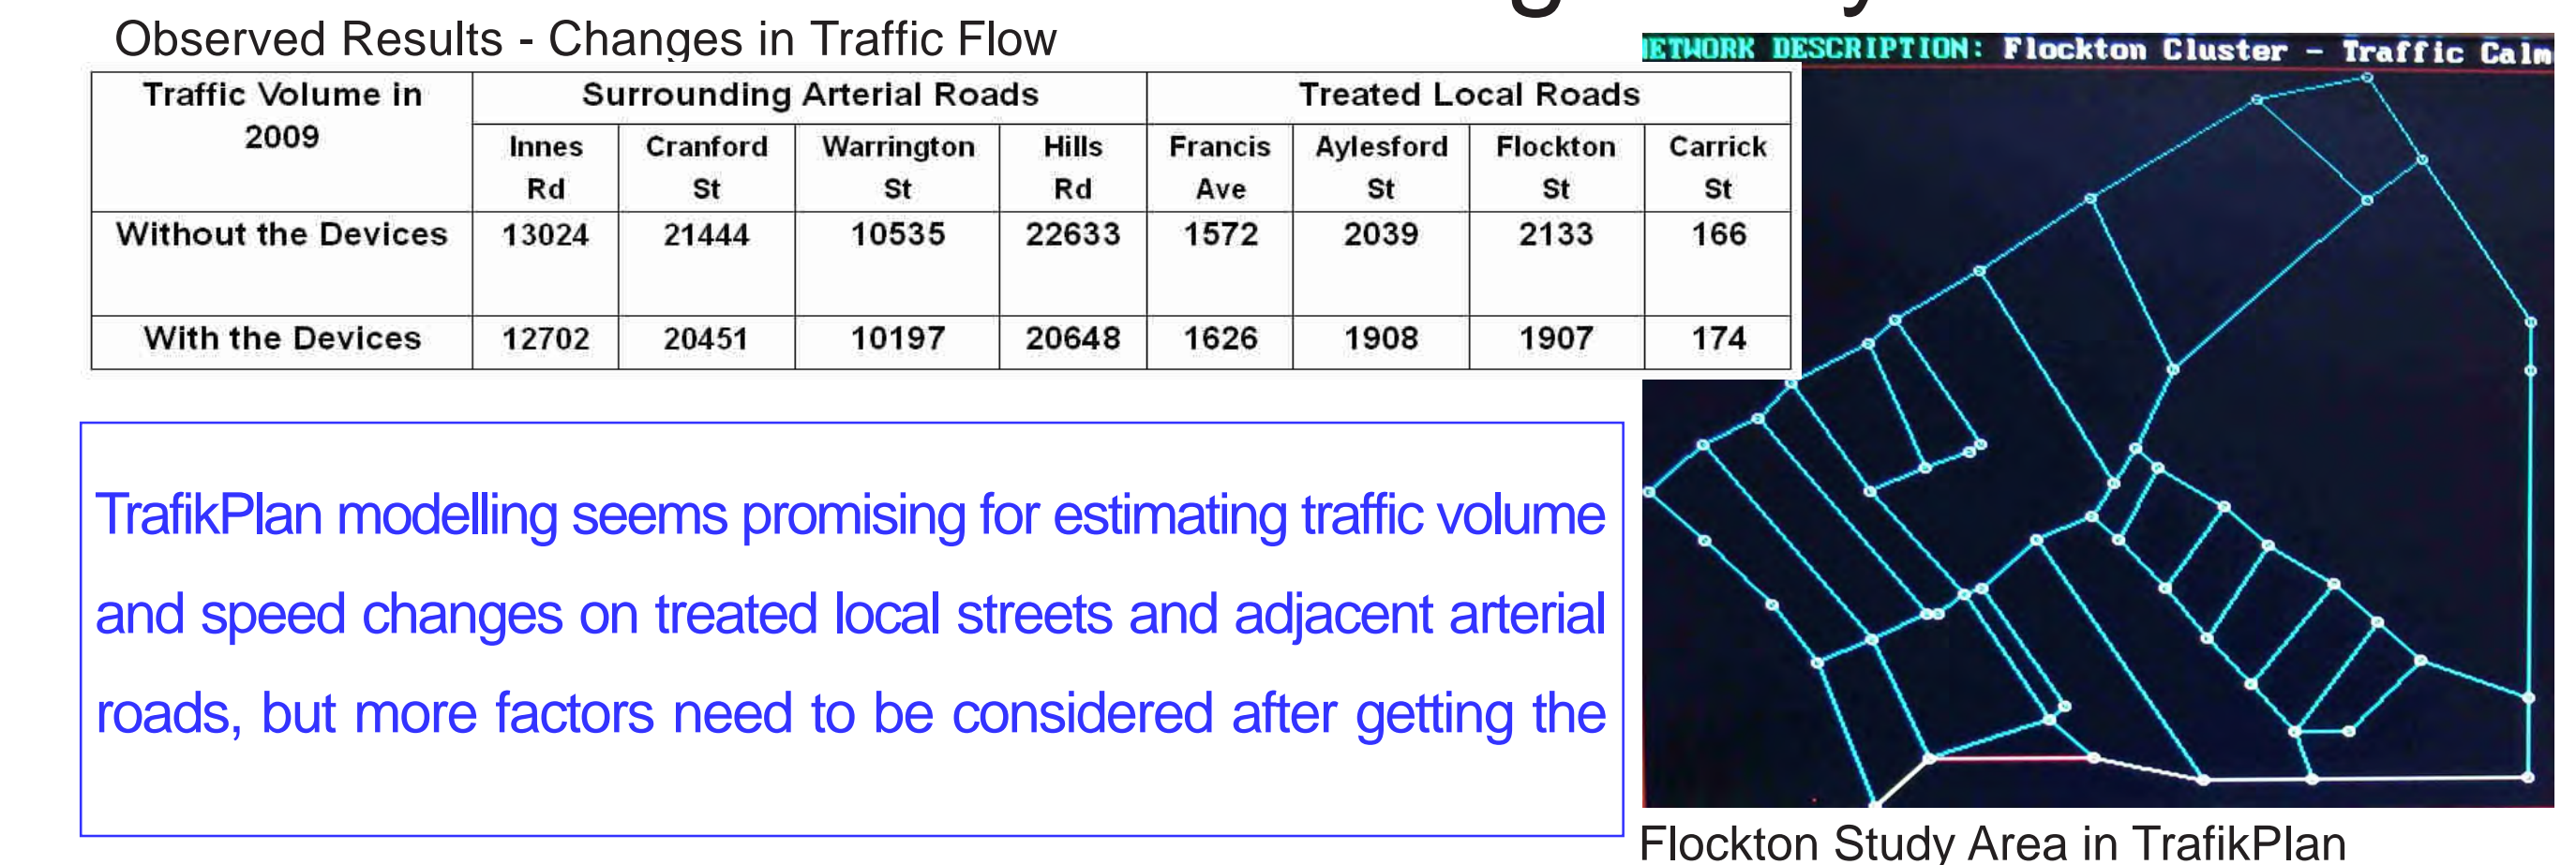 Observed Results - Changes in Traffic Flow
Traffic Volume in 2009 Surrounding Arterial Roads Treated Local Roads
Innes Rd Cranford St Warrington St Hills Rd Francis Ave Aylesford St Flockton St Carrick St
Without the Devices 13024 21444 10535 22633 1572 2039 2133 166
With the Devices 12702 20451 10197 20648 1626 1908 1907 174
TrafikPlan modelling seems promising for estimating traffic volume
and speed changes on treated local streets and adjacent arterial
roads, but more factors need to be considered after getting the
ETWORK DESCRIPTION: Flockton Cluster - Traffic Calm
Flockton Study Area in TrafikPlan